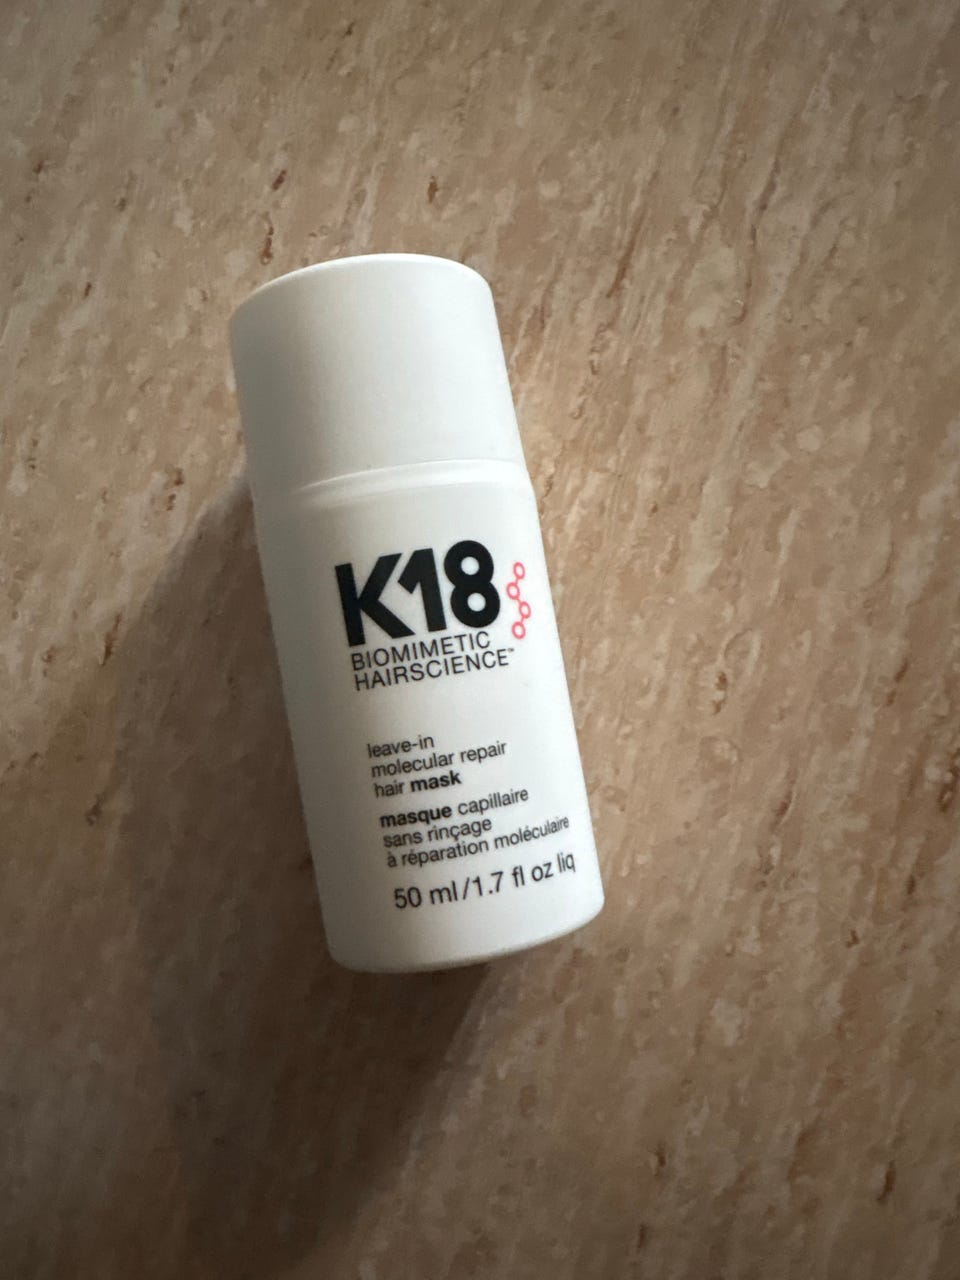 K18
BIOMIMETIC
HAIRSCIENCE™
leave-in
molecular repair
hair mask
masque capillaire
sans rinçage
à réparation moléculaire
50 ml/1.7 fl oz liq